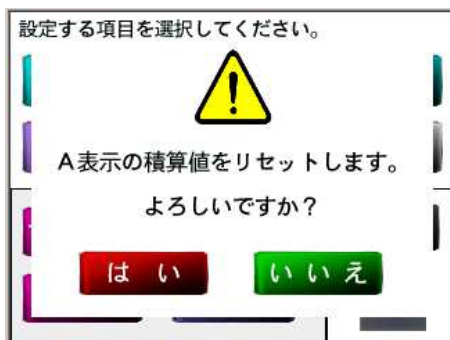 設定する項目を選択してください。
A表示の積算値をリセットします。
よろしいですか？
はい
いいえ